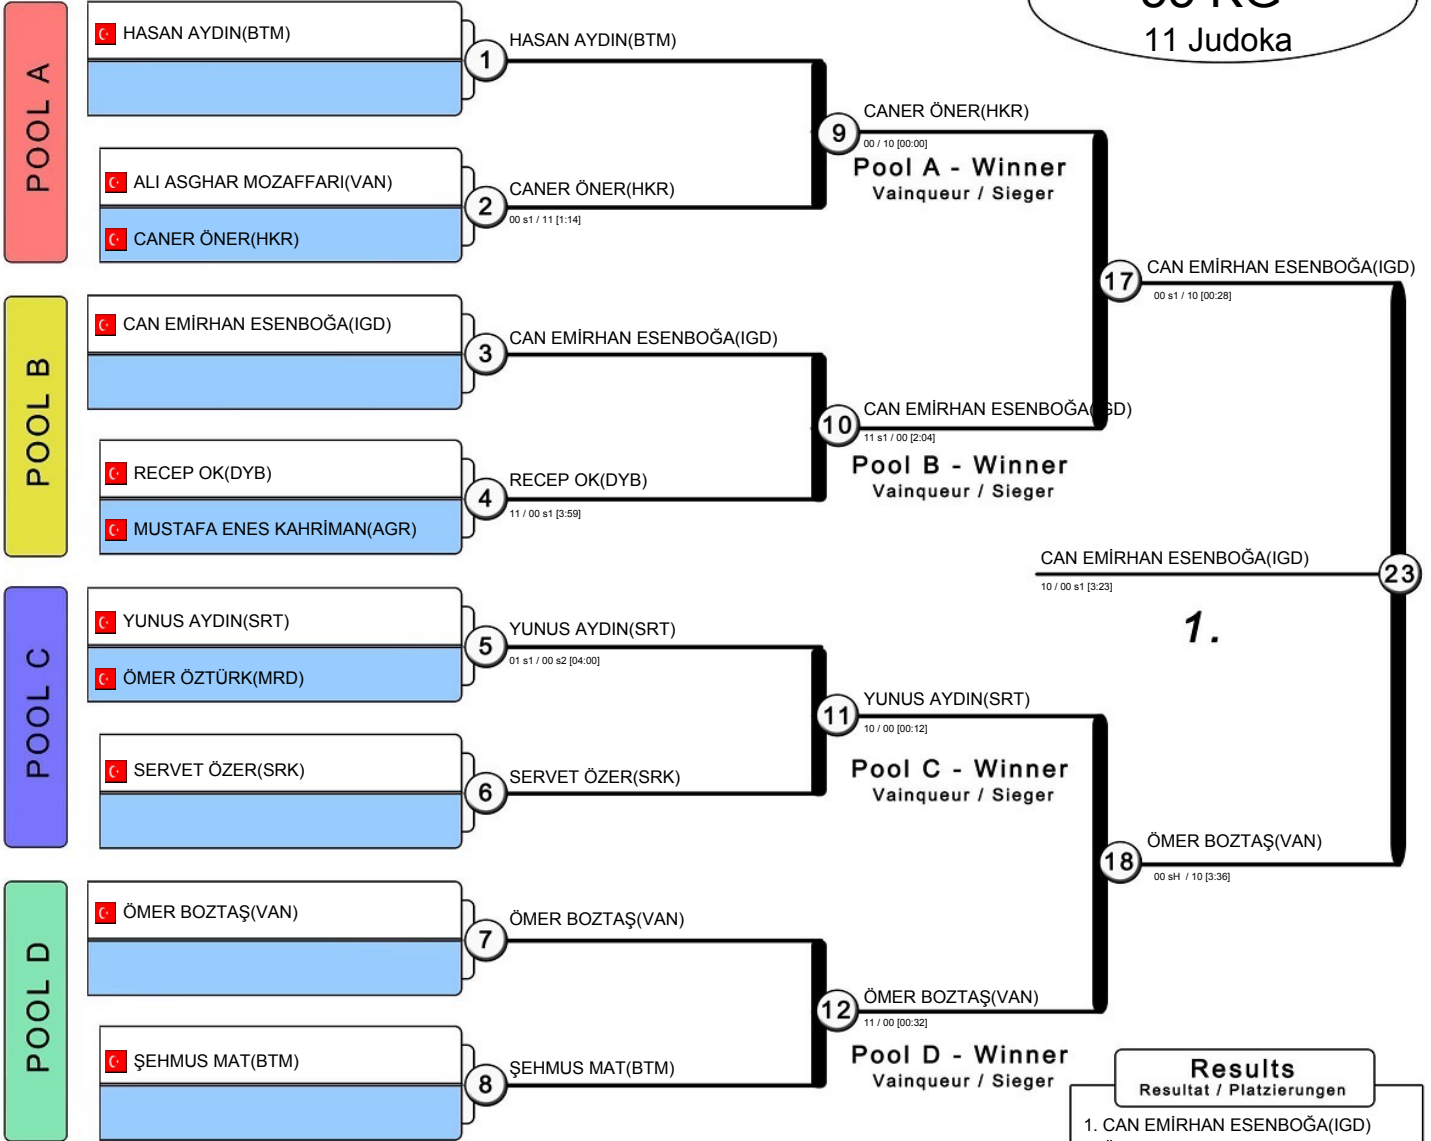 11 Judoka
POOL A
HASAN AYDIN(BTM)
1
HASAN AYDIN(BTM)
ALI ASGHAR MOZAFFARI(VAN)
CANER ÖNER(HKR)
2
CANER ÖNER(HKR)
00 s1 / 11 [1:14]
9
CANER ÖNER(HKR)
00 / 10 [00:00]
Pool A - Winner
Vainqueur / Sieger
POOL B
CAN EMİRHAN ESENBOĞA(IGD)
3
CAN EMİRHAN ESENBOĞA(IGD)
RECEP OK(DYB)
MUSTAFA ENES KAHRİMAN(AGR)
4
RECEP OK(DYB)
11 / 00 s1 [3:59]
10
CAN EMİRHAN ESENBOĞA(IGD)
11 s1 / 00 [2:04]
Pool B - Winner
Vainqueur / Sieger
17
CAN EMİRHAN ESENBOĞA(IGD)
00 s1 / 10 [00:28]
CAN EMİRHAN ESENBOĞA(IGD)
10 / 00 s1 [3:23]
23
1.
POOL C
YUNUS AYDIN(SRT)
ÖMER ÖZTÜRK(MRD)
5
YUNUS AYDIN(SRT)
01 s1 / 00 s2 [04:00]
SERVET ÖZER(SRK)
6
SERVET ÖZER(SRK)
11
YUNUS AYDIN(SRT)
10 / 00 [00:12]
Pool C - Winner
Vainqueur / Sieger
POOL D
ÖMER BOZTAŞ(VAN)
7
ÖMER BOZTAŞ(VAN)
ŞEHMUS MAT(BTM)
8
ŞEHMUS MAT(BTM)
12
ÖMER BOZTAŞ(VAN)
11 / 00 [00:32]
Pool D - Winner
Vainqueur / Sieger
18
ÖMER BOZTAŞ(VAN)
00 sH / 10 [3:36]
Results
Resultat / Platzierungen
1. CAN EMİRHAN ESENBOĞA(IGD)